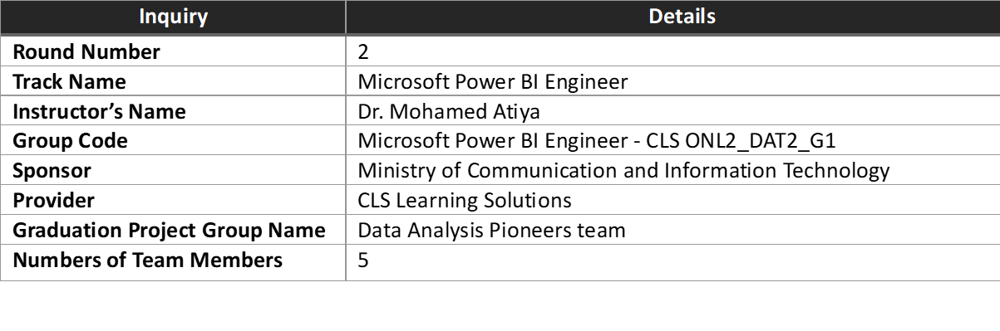 Inquiry Details
Round Number 2
Track Name Microsoft Power BI Engineer
Instructor’s Name Dr. Mohamed Atiya
Group Code Microsoft Power BI Engineer - CLS ONL2_DAT2_G1
Sponsor Ministry of Communication and Information Technology
Provider CLS Learning Solutions
Graduation Project Group Name Data Analysis Pioneers team
Numbers of Team Members 5